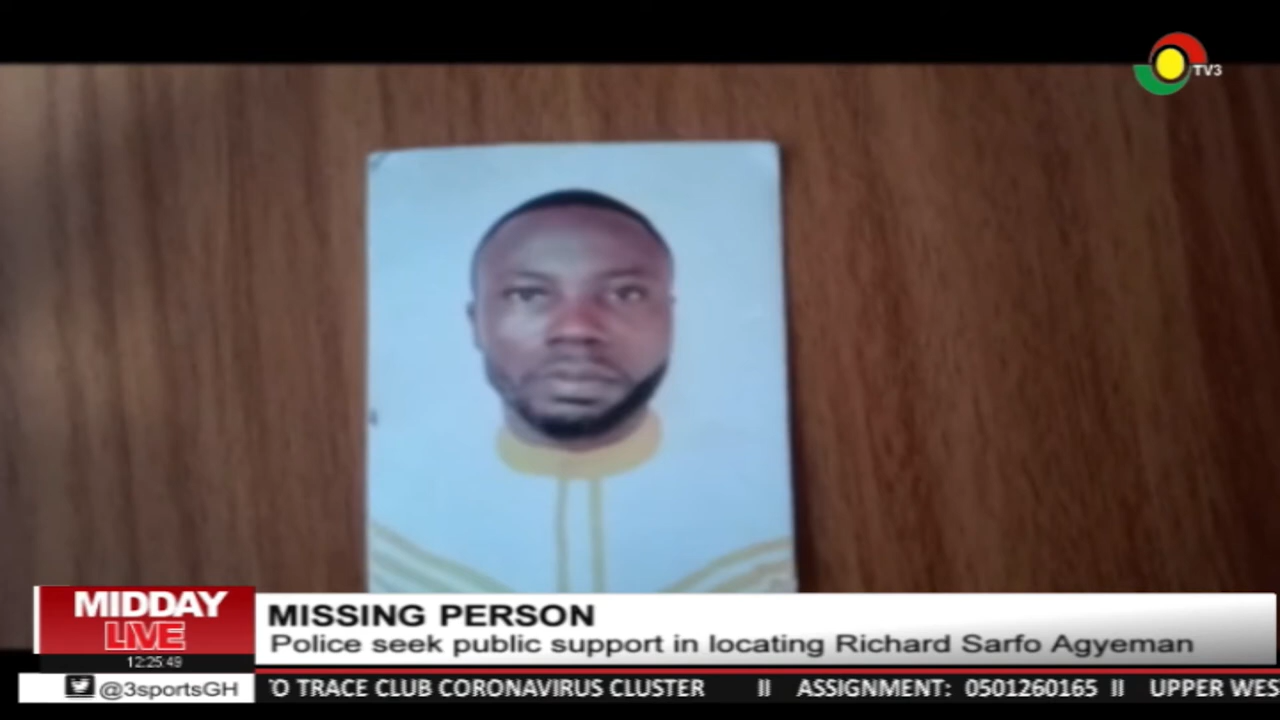 TV3
MIDDAY
LIVE
12:25:49
MISSING PERSON
Police seek public support in locating Richard Sarfo Agyeman
@3sportsGH
TRACE CLUB CORONAVIRUS CLUSTER || ASSIGNMENT: 0501260165 || UPPER